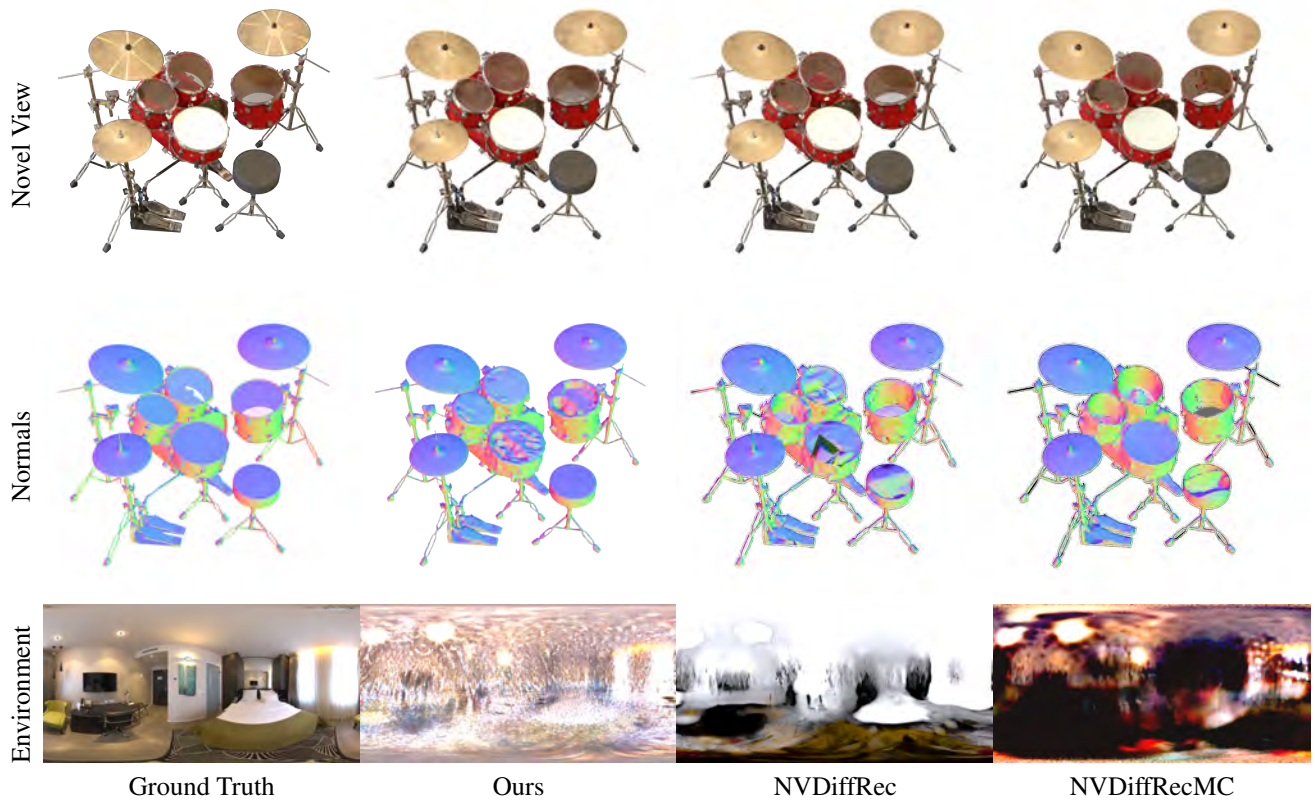 Novel View
Normals
Environment
Ground Truth
Ours
NVDiffRec
NVDiffRecMC